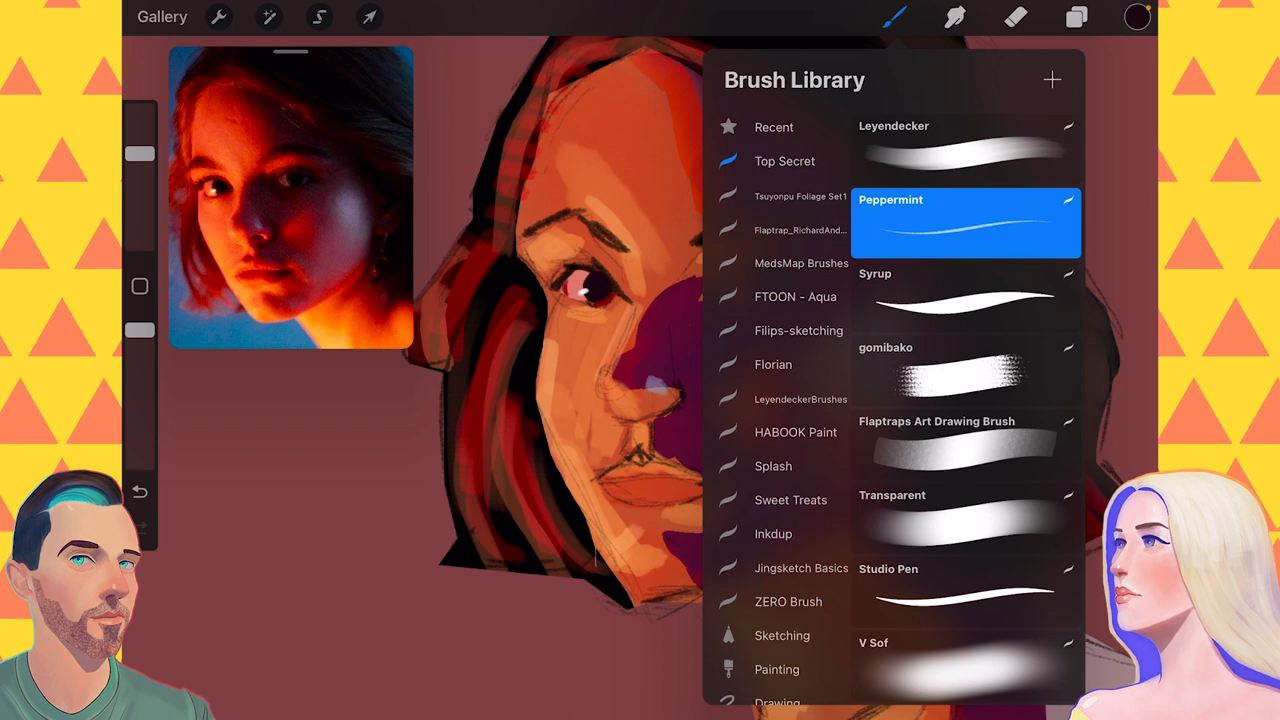 Gallery
Brush Library
Recent
Top Secret
Tsuyonpu Foliage Set1
Flaptrap_RichardAnd...
MedsMap Brushes
FTOON - Aqua
Filips-sketching
Florian
LeyendeckerBrushes
HABOOK Paint
Splash
Sweet Treats
Inkdup
Jingsketch Basics
ZERO Brush
Sketching
Painting
Drawing
Leyendecker
Peppermint
Syrup
gomibako
Flaptraps Art Drawing Brush
Transparent
Studio Pen
V Sof